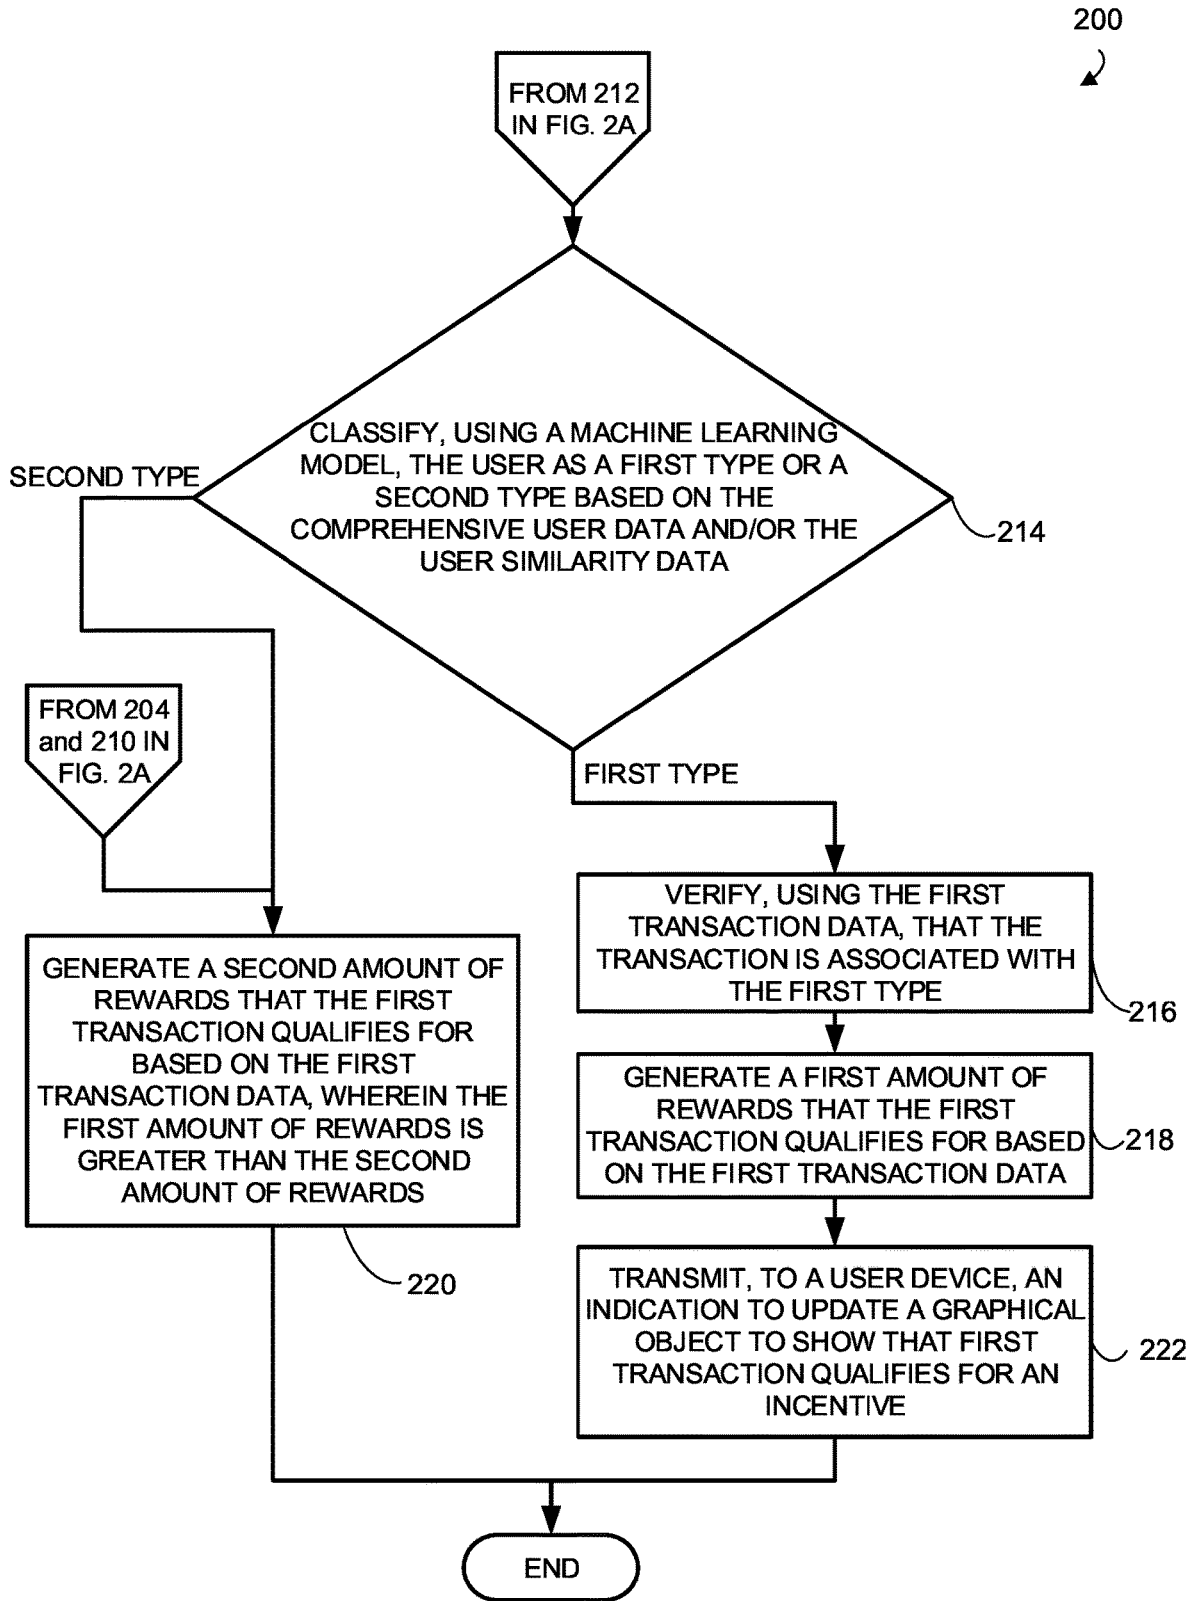 200
FROM 212
IN FIG. 2A
CLASSIFY, USING A MACHINE LEARNING
MODEL, THE USER AS A FIRST TYPE OR A
SECOND TYPE BASED ON THE
COMPREHENSIVE USER DATA AND/OR THE
USER SIMILARITY DATA
214
SECOND TYPE
FROM 204
and 210 IN
FIG. 2A
FIRST TYPE
VERIFY, USING THE FIRST
TRANSACTION DATA, THAT THE
TRANSACTION IS ASSOCIATED WITH
THE FIRST TYPE
216
GENERATE A SECOND AMOUNT OF
REWARDS THAT THE FIRST
TRANSACTION QUALIFIES FOR
BASED ON THE FIRST
TRANSACTION DATA, WHEREIN THE
FIRST AMOUNT OF REWARDS IS
GREATER THAN THE SECOND
AMOUNT OF REWARDS
220
GENERATE A FIRST AMOUNT OF
REWARDS THAT THE FIRST
TRANSACTION QUALIFIES FOR BASED
ON THE FIRST TRANSACTION DATA
218
TRANSMIT, TO A USER DEVICE, AN
INDICATION TO UPDATE A GRAPHICAL
OBJECT TO SHOW THAT FIRST
TRANSACTION QUALIFIES FOR AN
INCENTIVE
222
END